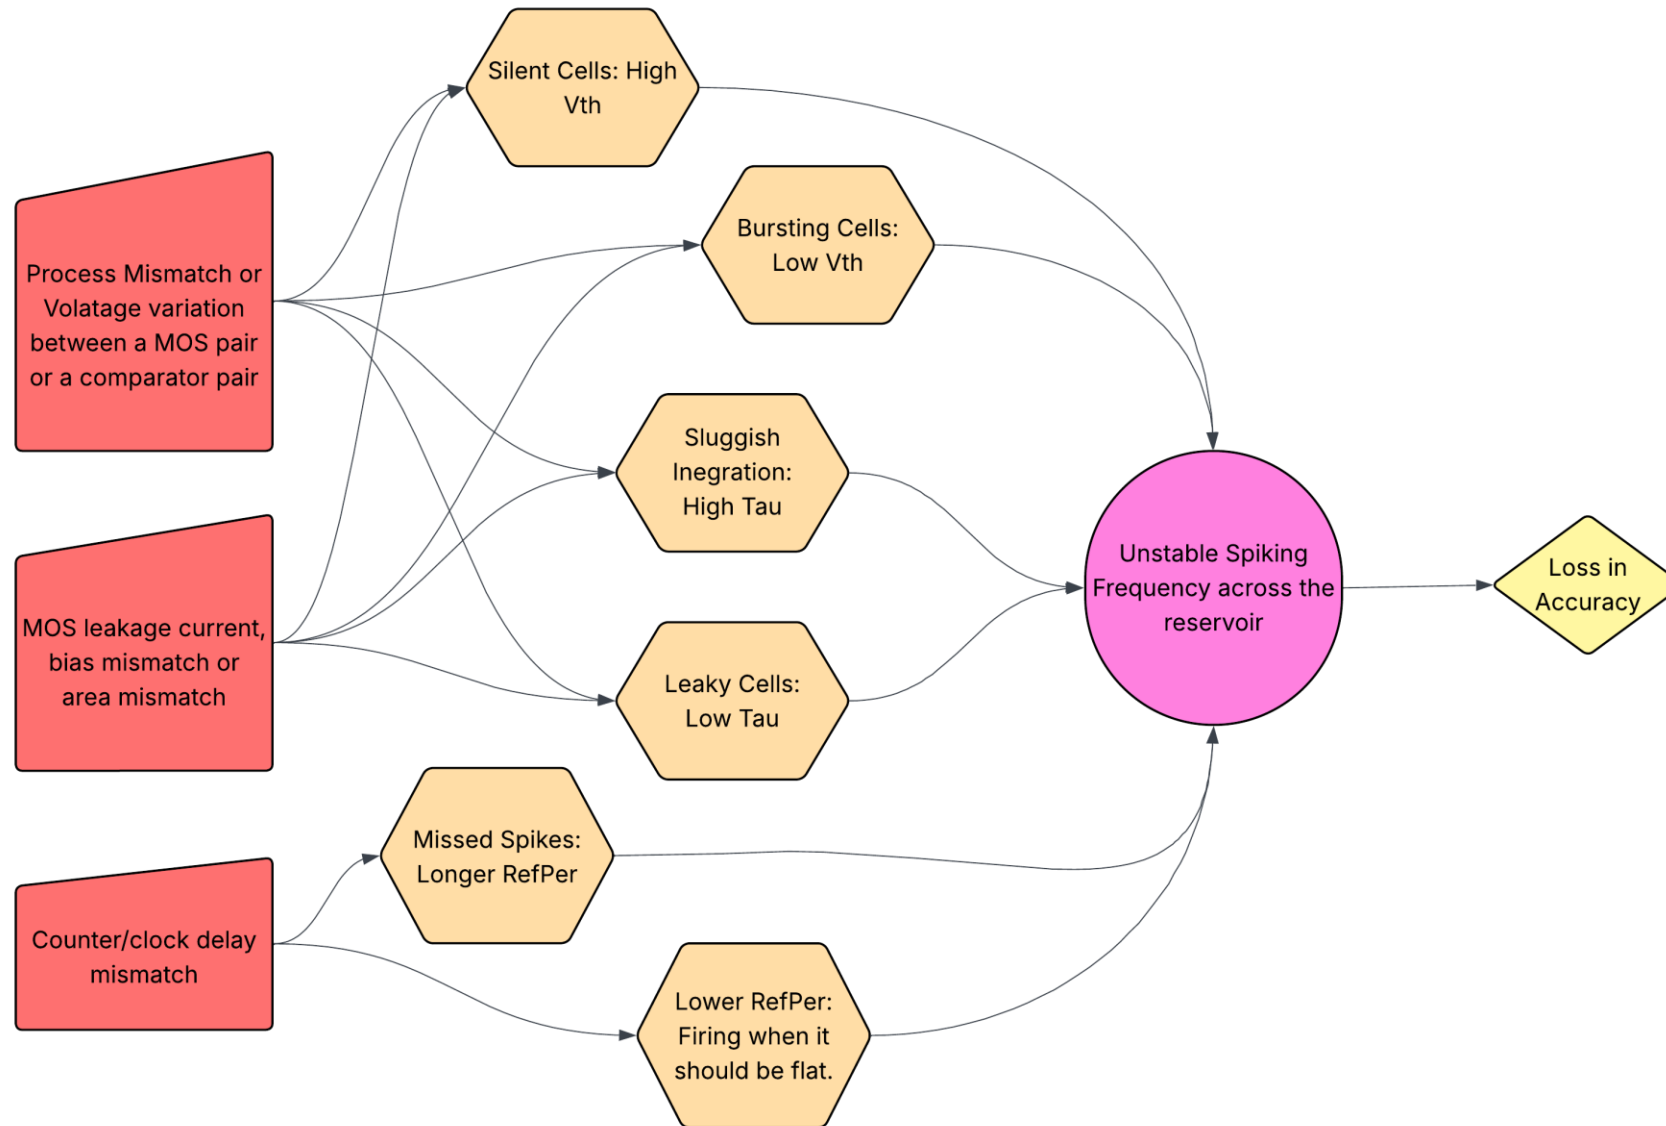 Silent Cells: High
Vth
Bursting Cells:
Low Vth
Process Mismatch or
Volatage variation
between a MOS pair
or a comparator pair
Sluggish
Inegration:
High Tau
Unstable Spiking
Frequency across the
reservoir
Loss in
Accuracy
MOS leakage current,
bias mismatch or
area mismatch
Leaky Cells:
Low Tau
Missed Spikes:
Longer RefPer
Counter/clock delay
mismatch
Lower RefPer:
Firing when it
should be flat.